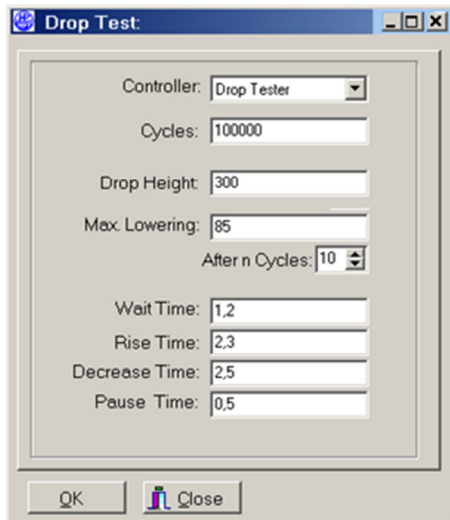 Drop Test:
Controller: Drop Tester
Cycles: 100000
Drop Height: 300
Max. Lowering: 85
After n Cycles: 10
Wait Time: 1,2
Rise Time: 2,3
Decrease Time: 2,5
Pause Time: 0,5
OK Close